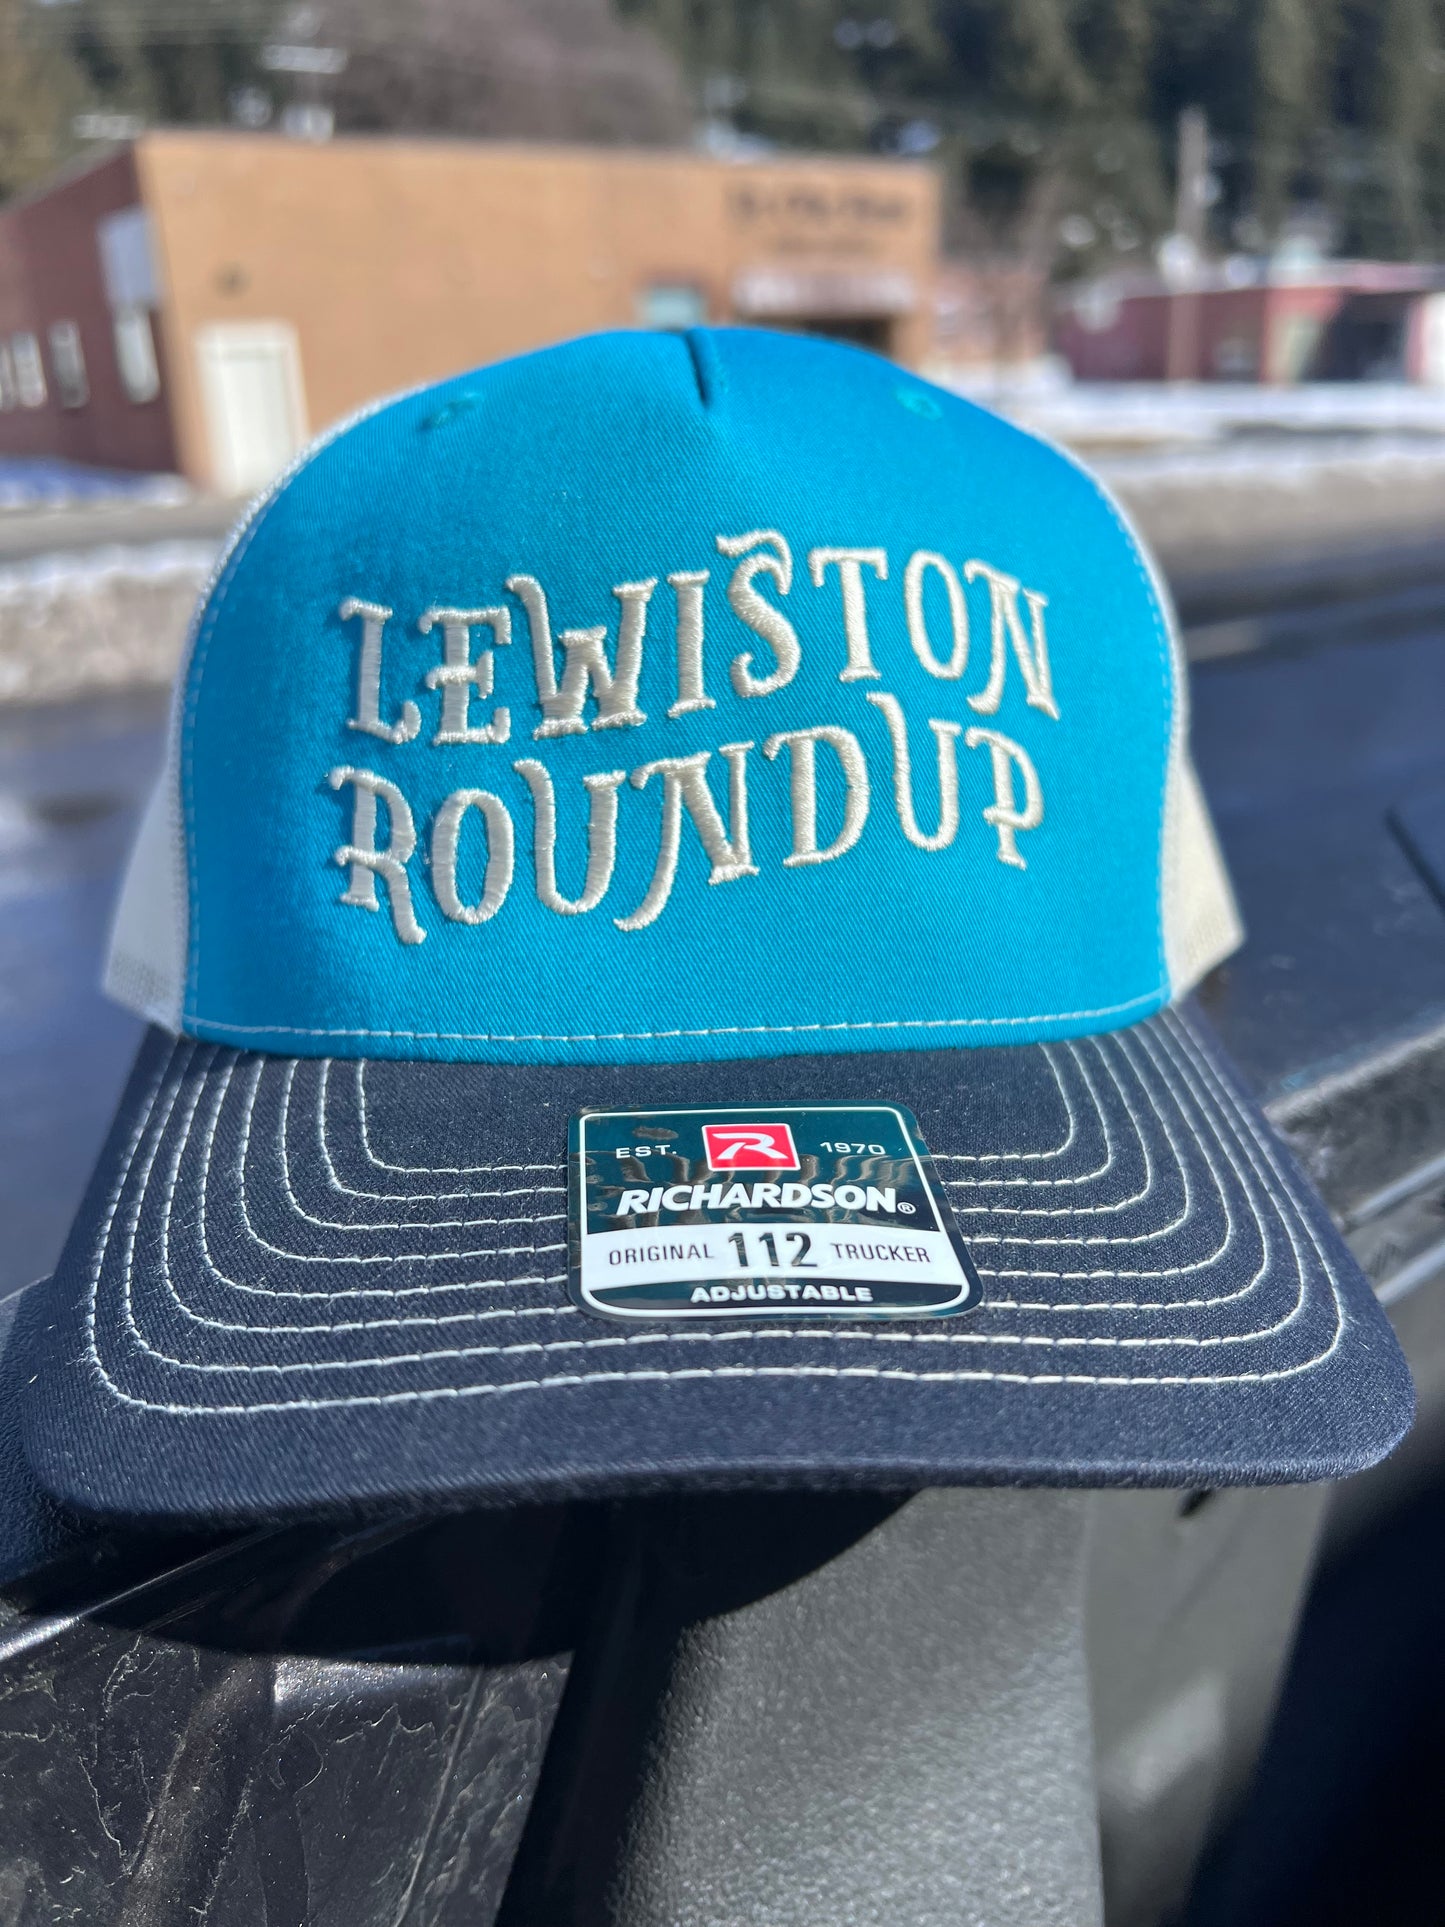 LEWISTON
ROUNDUP
EST. R 1970
RICHARDSON®
ORIGINAL 112 TRUCKER
ADJUSTABLE